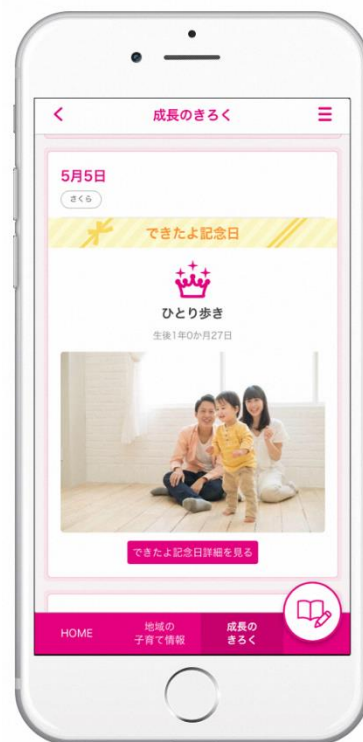 成長のきろく
5月5日
さくら
できたよ記念日
ひとり歩き
生後1年0か月27日
できたよ記念日詳細を見る
HOME
地域の
子育て情報
成長の
きろく